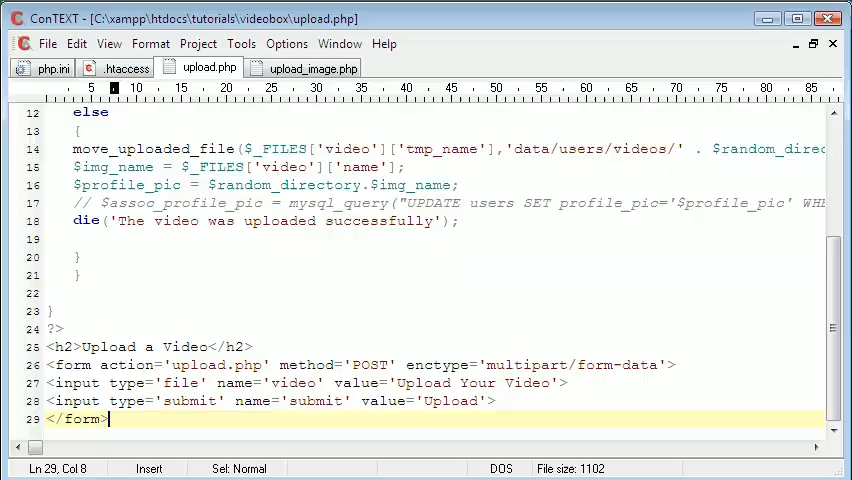 ConTEXT - [C:\xampp\htdocs\tutorials\videobox\upload.php]
File Edit View Format Project Tools Options Window Help
php.ini .htaccess upload.php upload_image.php
5 10 15 20 25 30 35 40 45 50 55 60 65 70 75 80 85
12 else
13 {
14 move_uploaded_file($_FILES['video']['tmp_name'],'data/users/videos/' . $random_direc
15 $img_name = $_FILES['video']['name'];
16 $profile_pic = $random_directory.$img_name;
17 // $assoc_profile_pic = mysql_query("UPDATE users SET profile_pic='$profile_pic' WHE
18 die('The video was uploaded successfully');
19
20 }
21 }
22
23 }
24 ?>
25 <h2>Upload a Video</h2>
26 <form action='upload.php' method='POST' enctype='multipart/form-data'>
27 <input type='file' name='video' value='Upload Your Video'>
28 <input type='submit' name='submit' value='Upload'>
29 </form>
Ln 29, Col 8 Insert Sel: Normal DOS File size: 1102